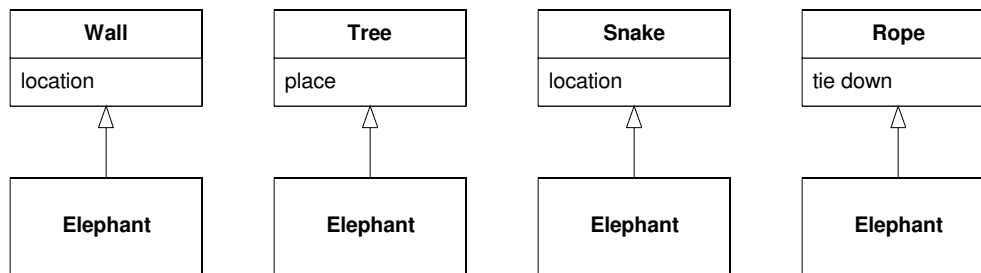 Wall
location
Tree
place
Snake
location
Rope
tie down
Elephant
Elephant
Elephant
Elephant